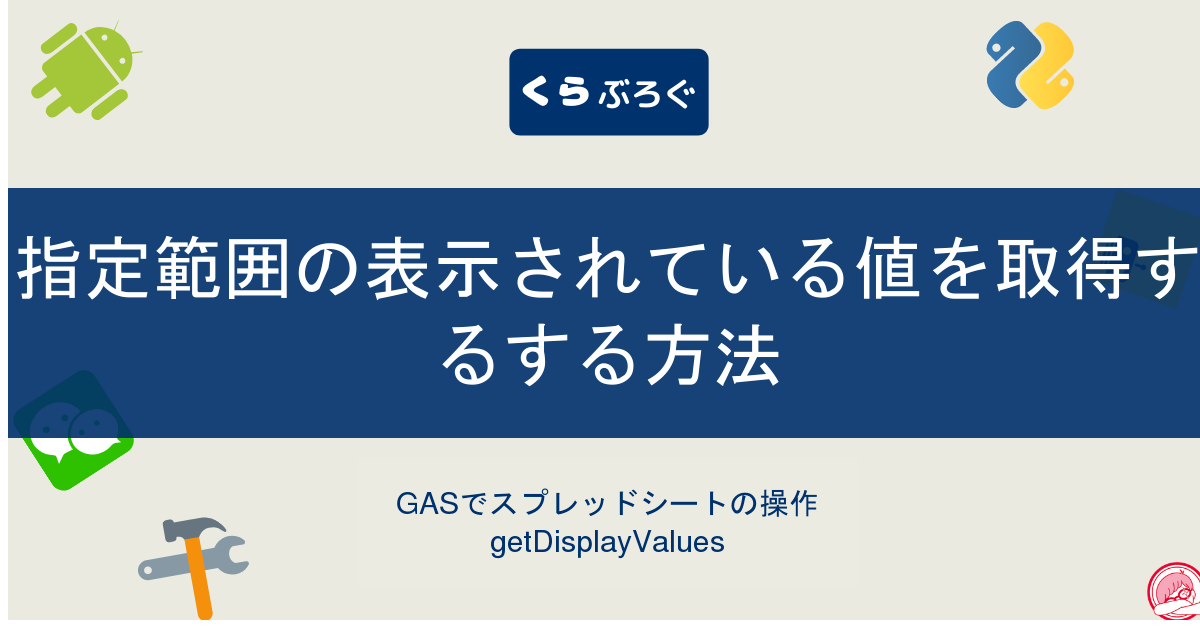 くらぶろぐ
指定範囲の表示されている値を取得す
るする方法
GASでスプレッドシートの操作
getDisplayValues